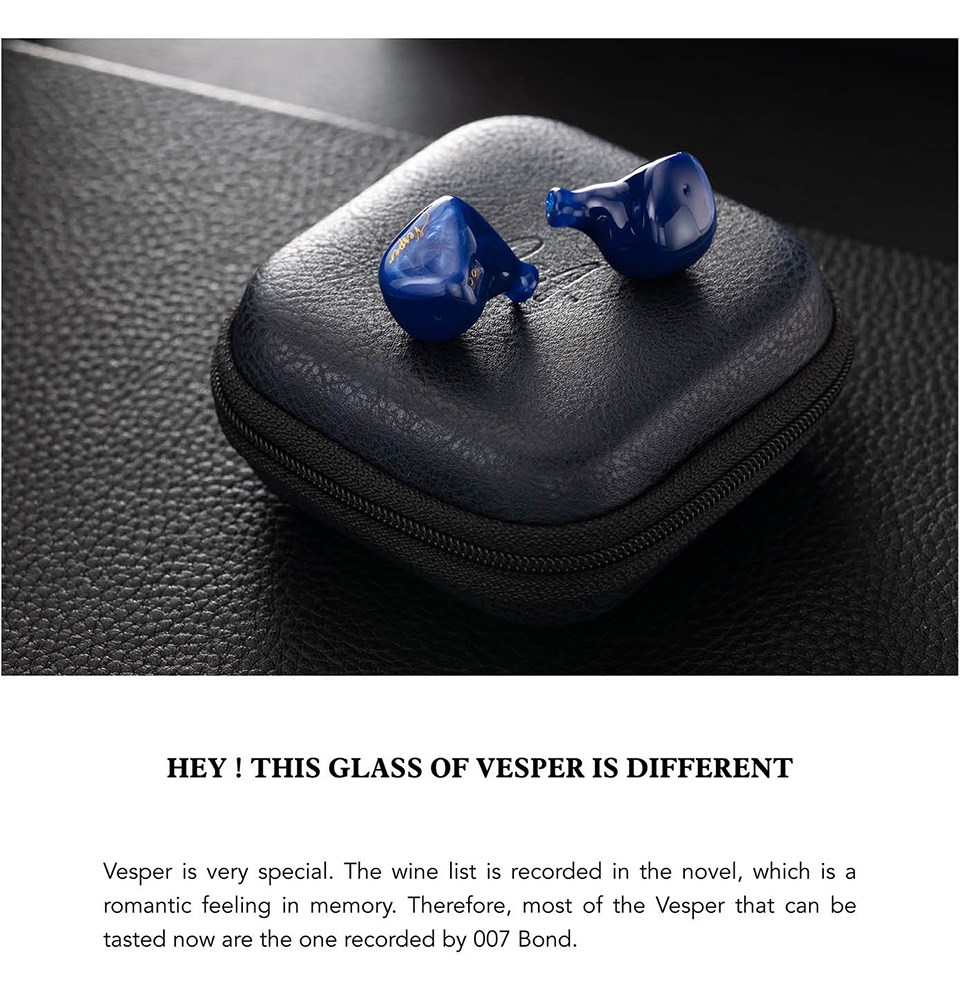 Vesper
HEY ! THIS GLASS OF VESPER IS DIFFERENT
Vesper is very special. The wine list is recorded in the novel, which is a
romantic feeling in memory. Therefore, most of the Vesper that can be
tasted now are the one recorded by 007 Bond.